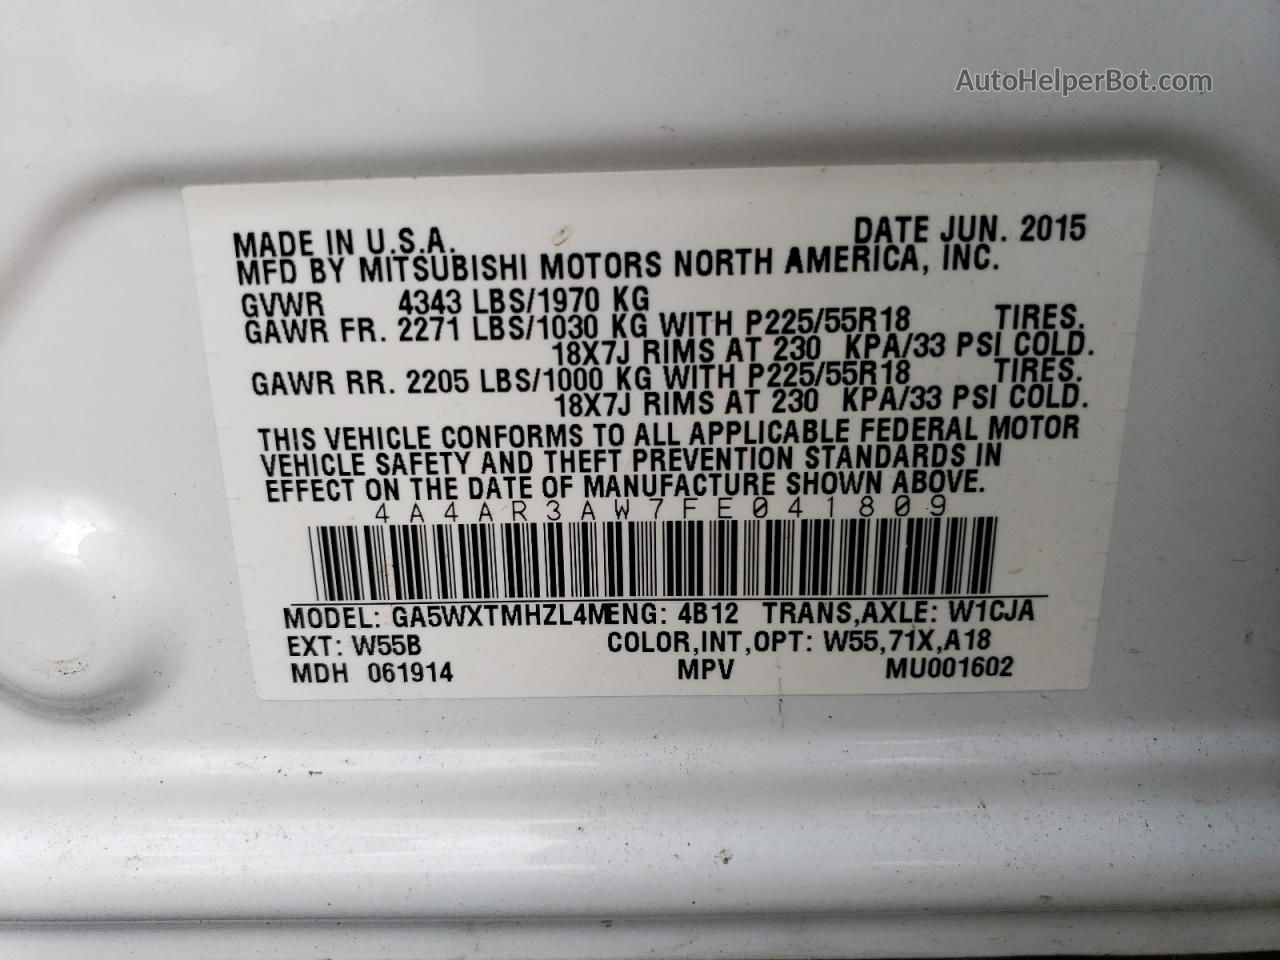 AutoHelperBot.com
MADE IN U.S.A. DATE JUN. 2015
MFD BY MITSUBISHI MOTORS NORTH AMERICA, INC.
GVWR 4343 LBS/1970 KG
GAWR FR. 2271 LBS/1030 KG WITH P225/55R18 TIRES.
18X7J RIMS AT 230 KPA/33 PSI COLD.
GAWR RR. 2205 LBS/1000 KG WITH P225/55R18 TIRES.
18X7J RIMS AT 230 KPA/33 PSI COLD.
THIS VEHICLE CONFORMS TO ALL APPLICABLE FEDERAL MOTOR
VEHICLE SAFETY AND THEFT PREVENTION STANDARDS IN
EFFECT ON THE DATE OF MANUFACTURE SHOWN ABOVE.
4A4AR3AW7FE041809
MODEL: GA5WXTMHZL4M ENG: 4B12 TRANS,AXLE: W1CJA
EXT: W55B COLOR,INT,OPT: W55,71X,A18
MDH 061914 MPV MU001602